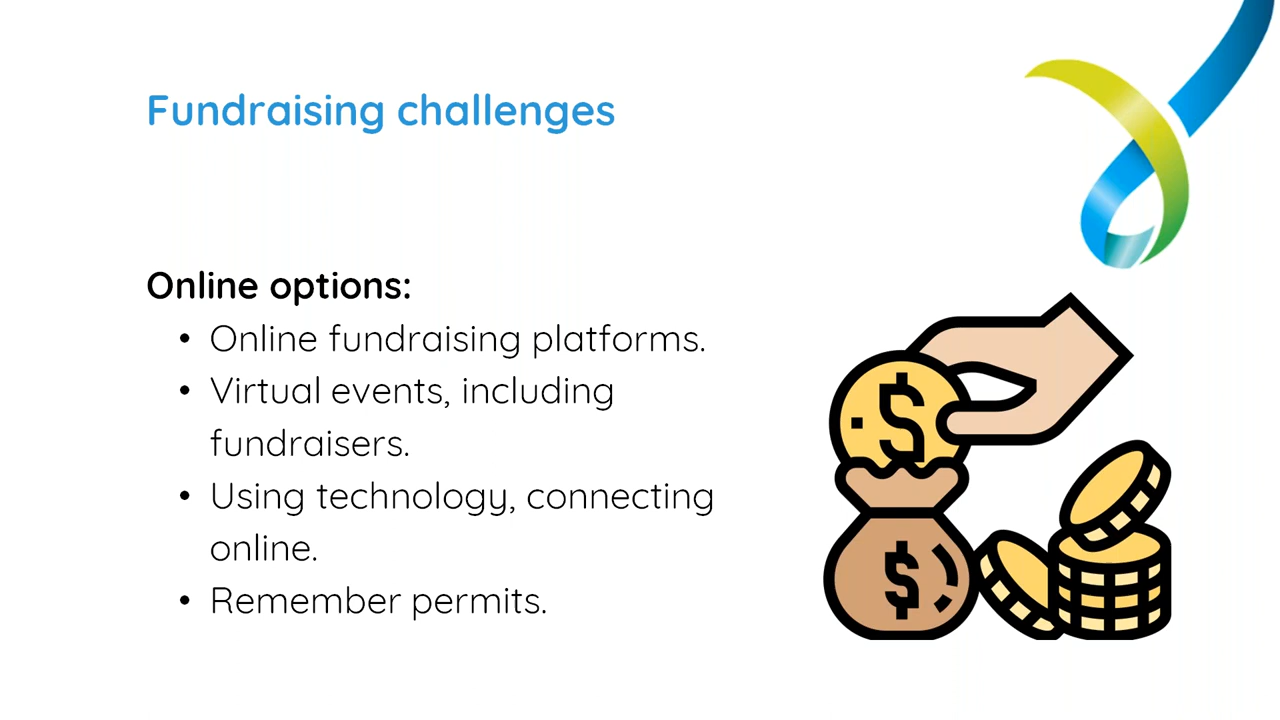 Fundraising challenges
Online options:
• Online fundraising platforms.
• Virtual events, including
fundraisers.
• Using technology, connecting
online.
• Remember permits.
$
$